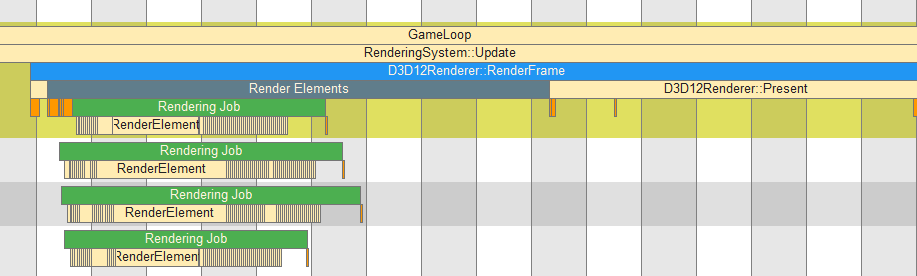 GameLoop
RenderingSystem::Update
D3D12Renderer::RenderFrame
Render Elements
D3D12Renderer::Present
Rendering Job
RenderElement
Rendering Job
RenderElement
Rendering Job
RenderElement
Rendering Job
RenderElement